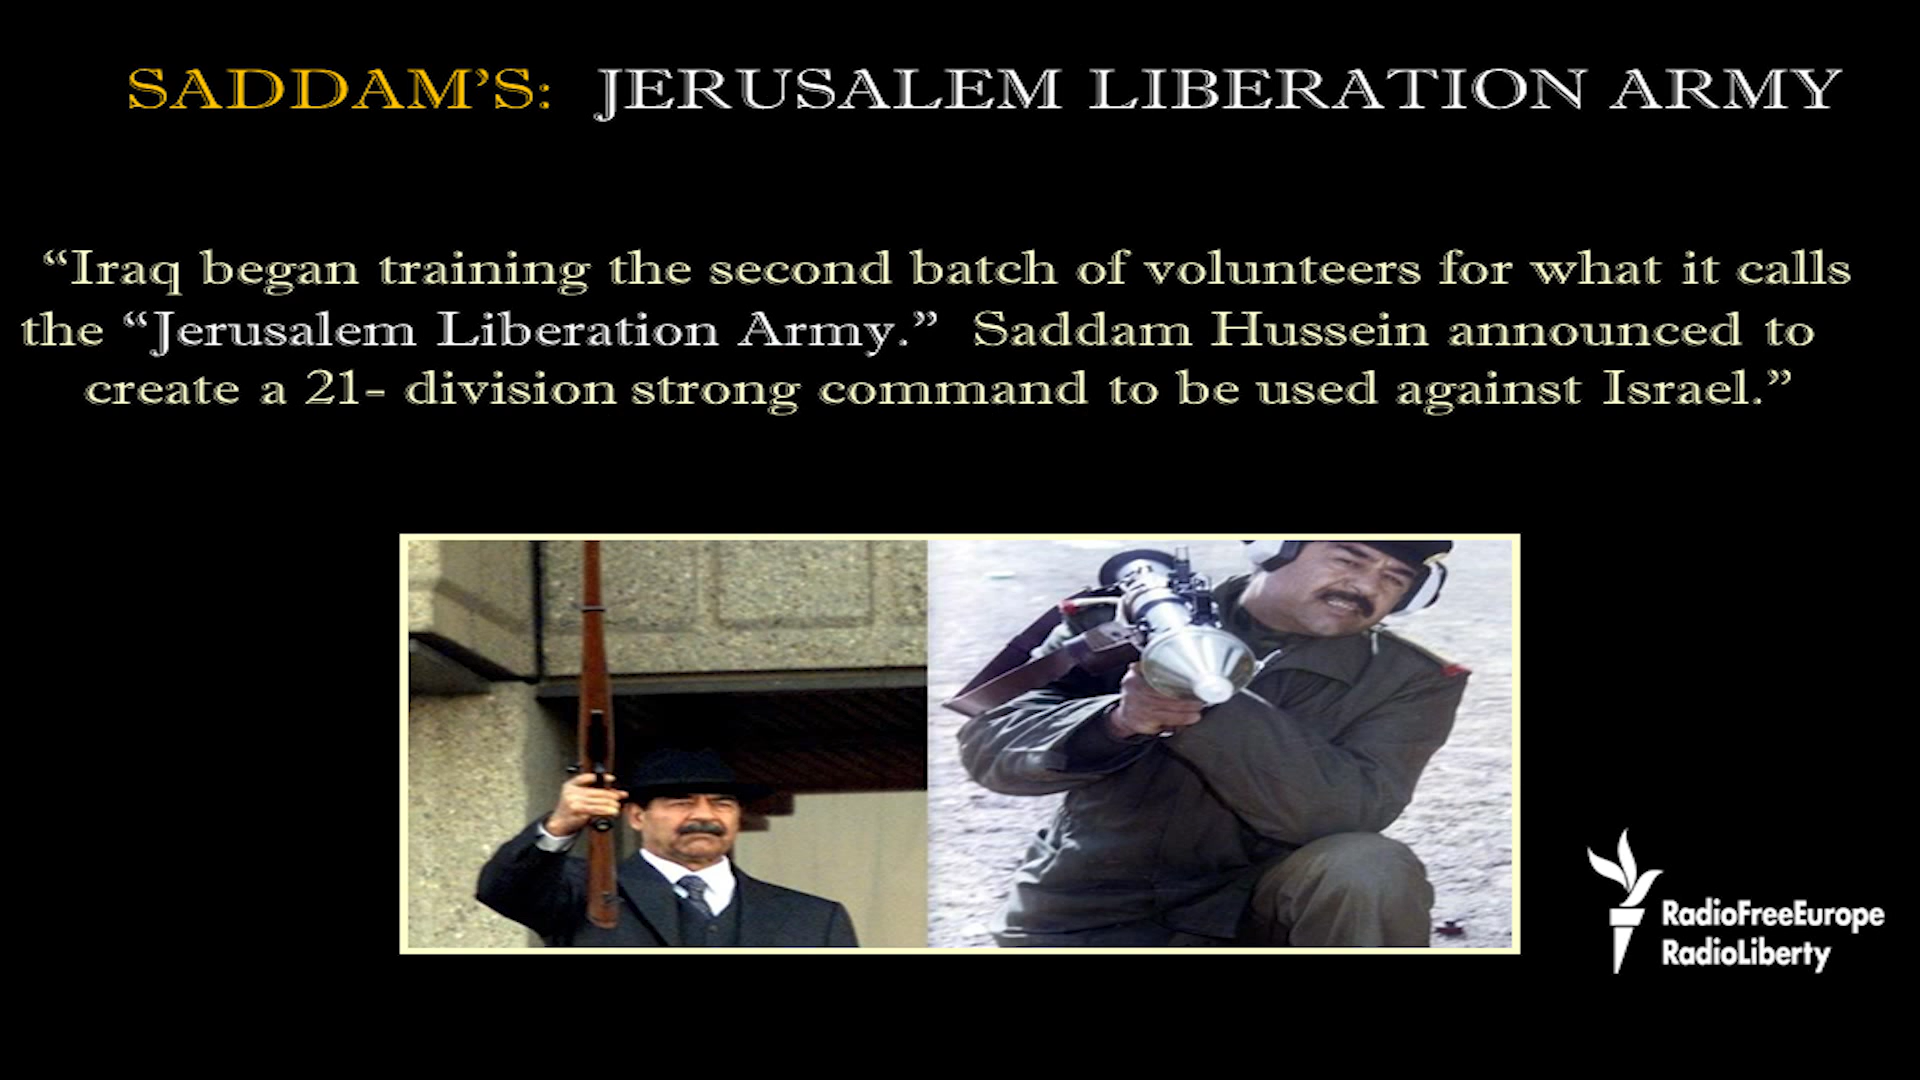 SADDAM’S: JERUSALEM LIBERATION ARMY
“Iraq began training the second batch of volunteers for what it calls
the “Jerusalem Liberation Army.” Saddam Hussein announced to
create a 21- division strong command to be used against Israel.”
RadioFreeEurope
RadioLiberty